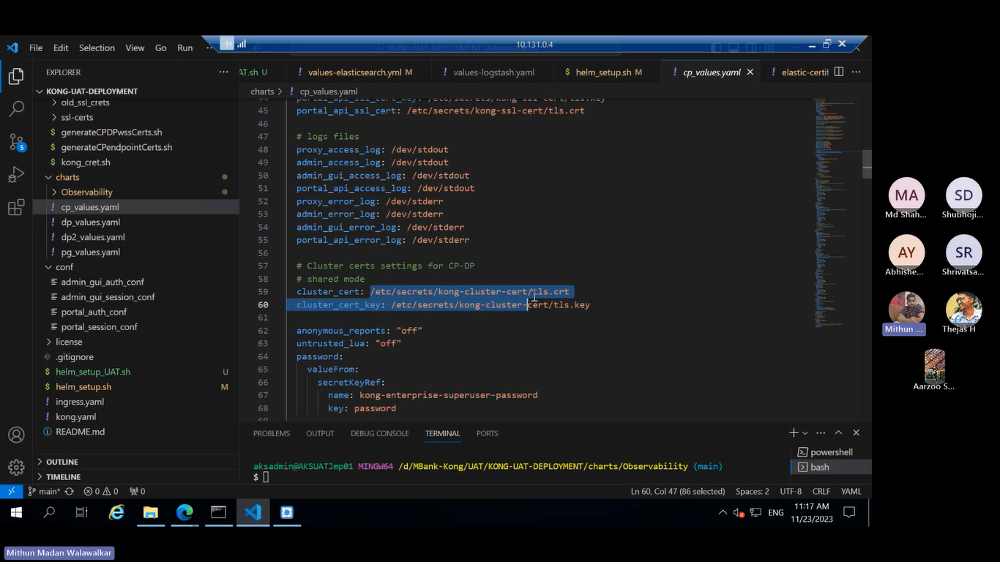 File Edit Selection View Go Run ···
10.131.0.4
EXPLORER
AT.sh U
values-elasticsearch.yml M
values-logstash.yaml
helm_setup.sh M
cp_values.yaml
elastic-certif
KONG-UAT-DEPLOYMENT
charts > cp_values.yaml
old_ssl_crets
ssl-certs
generateCPDPwssCerts.sh
generateCPendpointCerts.sh
kong_cret.sh
charts
Observability
cp_values.yaml
dp_values.yaml
dp2_values.yaml
pg_values.yaml
conf
admin_gui_auth_conf
admin_gui_session_conf
portal_auth_conf
portal_session_conf
license
.gitignore
helm_setup_UAT.sh U
helm_setup.sh M
ingress.yaml
kong.yaml
README.md
OUTLINE
TIMELINE
44 portal_api_ssl_cert_key: /etc/secrets/kong-ssl-cert/tls.key
45 portal_api_ssl_cert: /etc/secrets/kong-ssl-cert/tls.crt
46
47 # logs files
48 proxy_access_log: /dev/stdout
49 admin_access_log: /dev/stdout
50 admin_gui_access_log: /dev/stdout
51 portal_api_access_log: /dev/stdout
52 proxy_error_log: /dev/stderr
53 admin_error_log: /dev/stderr
54 admin_gui_error_log: /dev/stderr
55 portal_api_error_log: /dev/stderr
56
57 # Cluster certs settings for CP-DP
58 # shared mode
59 cluster_cert: /etc/secrets/kong-cluster-cert/tls.crt
60 cluster_cert_key: /etc/secrets/kong-cluster-cert/tls.key
61
62 anonymous_reports: "off"
63 untrusted_lua: "off"
64 password:
65 valueFrom:
66 secretKeyRef:
67 name: kong-enterprise-superuser-password
68 key: password
PROBLEMS OUTPUT DEBUG CONSOLE TERMINAL PORTS
aksadmin@AKSUATJmp01 MINGW64 /d/MBank-Kong/UAT/KONG-UAT-DEPLOYMENT/charts/Observability (main)
$
powershell
bash
5
main* 0 0 0
Ln 60, Col 47 (86 selected) Spaces: 2 UTF-8 CRLF YAML
ENG
11:17 AM
11/23/2023
MA
Md Shah...
SD
Shubhoji...
AY
Abhishe...
SR
Shrivatsa...
Mithun ...
Thejas H
Aarzoo S...
Mithun Madan Walawalkar